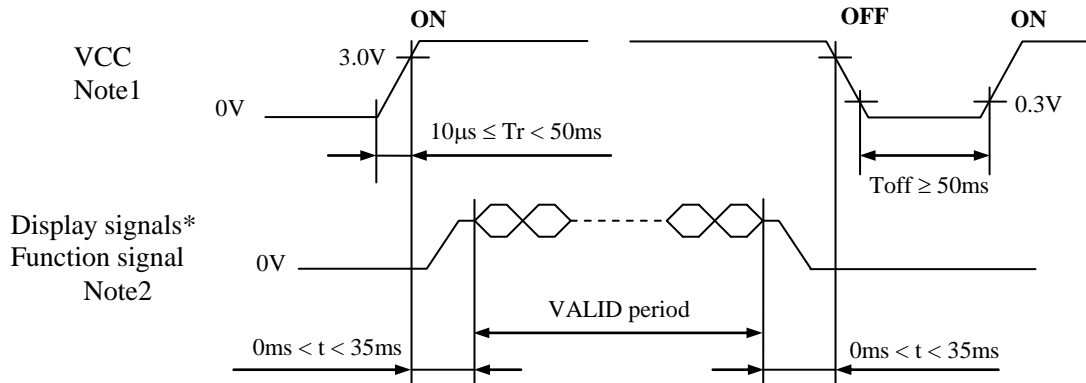 ON
OFF
ON
VCC
Note1
3.0V
0V
0.3V
10μs ≤ Tr < 50ms
Toff ≥ 50ms
Display signals*
Function signal
Note2
0V
VALID period
0ms < t < 35ms
0ms < t < 35ms